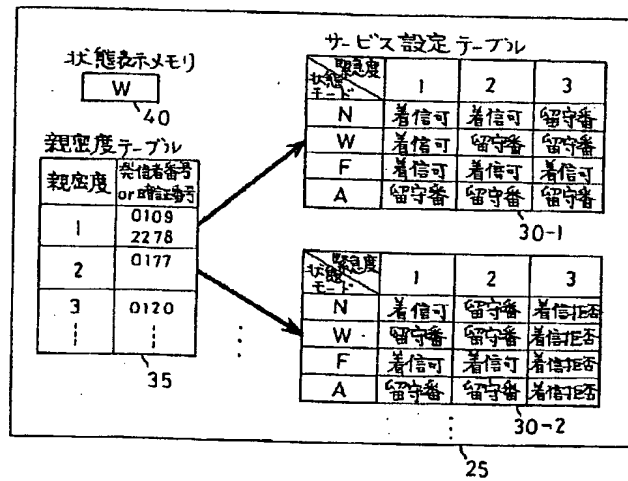 状態表示メモリ
W
40
親密度テーブル
親密度 発信者番号 or 暗証番号
1 0109 2278
2 0177
3 0120
35
サービス設定テーブル
緊急度 状態モード 1 2 3
N 着信可 着信可 留守番
W 着信可 留守番 留守番
F 着信可 着信可 着信可
A 留守番 留守番 留守番
30-1
緊急度 状態モード 1 2 3
N 着信可 留守番 着信拒否
W 留守番 留守番 着信拒否
F 着信可 着信可 着信拒否
A 留守番 留守番 着信拒否
30-2
25